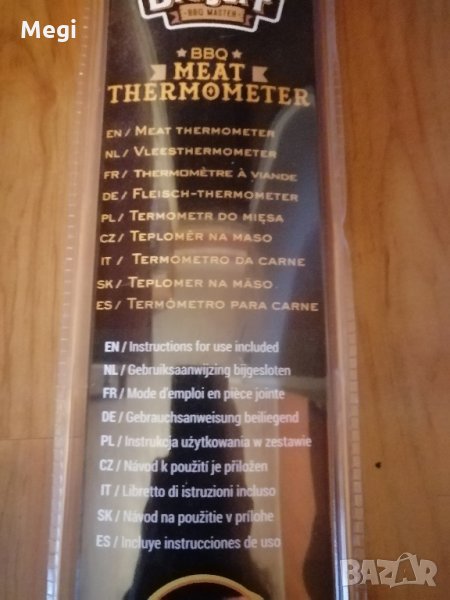 Megi
BBQ MASTER
BBQ
MEAT
THERMOMETER
EN / MEAT THERMOMETER
NL / VLEESTHERMOMETER
FR / THERMOMÈTRE À VIANDE
DE / FLEISCH-THERMOMETER
PL / TERMOMETR DO MIĘSA
CZ / TEPLOMĚR NA MASO
IT / TERMOMETRO DA CARNE
SK / TEPLOMER NA MÄSO
ES / TERMÓMETRO PARA CARNE
EN / Instructions for use included
NL / Gebruiksaanwijzing bijgesloten
FR / Mode d'emploi en pièce jointe
DE / Gebrauchsanweisung beiliegend
PL / Instrukcja użytkowania w zestawie
CZ / Návod k použití je přiložen
IT / Libretto di istruzioni incluso
SK / Návod na použitie v prílohe
ES / Incluye instrucciones de uso
BAZAR